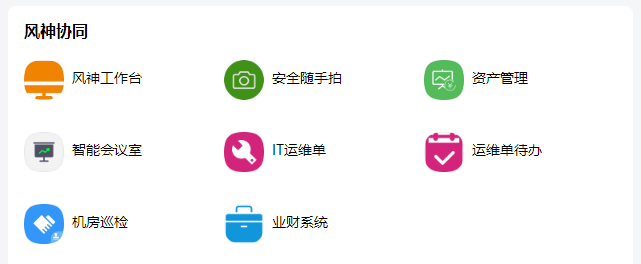 风神协同
风神工作台
安全随手拍
资产管理
智能会议室
IT运维单
运维单待办
机房巡检
业财系统